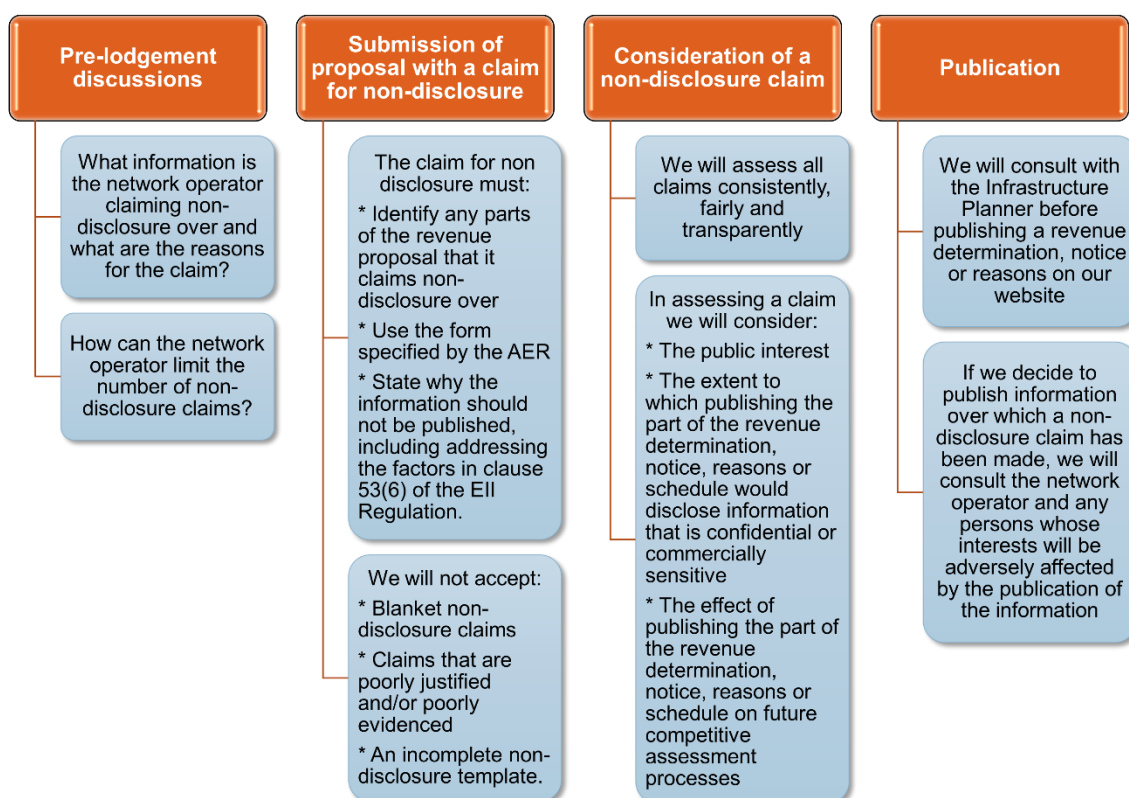 Pre-lodgement
discussions
What information is
the network operator
claiming non-
disclosure over and
what are the reasons
for the claim?
How can the network
operator limit the
number of non-
disclosure claims?
Submission of
proposal with a claim
for non-disclosure
The claim for non
disclosure must:
* Identify any parts
of the revenue
proposal that it
claims non-
disclosure over
* Use the form
specified by the AER
* State why the
information should
not be published,
including addressing
the factors in clause
53(6) of the EII
Regulation.
We will not accept:
* Blanket non-
disclosure claims
* Claims that are
poorly justified
and/or poorly
evidenced
* An incomplete non-
disclosure template.
Consideration of a
non-disclosure claim
We will assess all
claims consistently,
fairly and
transparently
In assessing a claim
we will consider:
* The public interest
* The extent to
which publishing the
part of the revenue
determination,
notice, reasons or
schedule would
disclose information
that is confidential or
commercially
sensitive
* The effect of
publishing the part of
the revenue
determination,
notice, reasons or
schedule on future
competitive
assessment
processes
Publication
We will consult with
the Infrastructure
Planner before
publishing a revenue
determination, notice
or reasons on our
website
If we decide to
publish information
over which a non-
disclosure claim has
been made, we will
consult the network
operator and any
persons whose
interests will be
adversely affected
by the publication of
the information